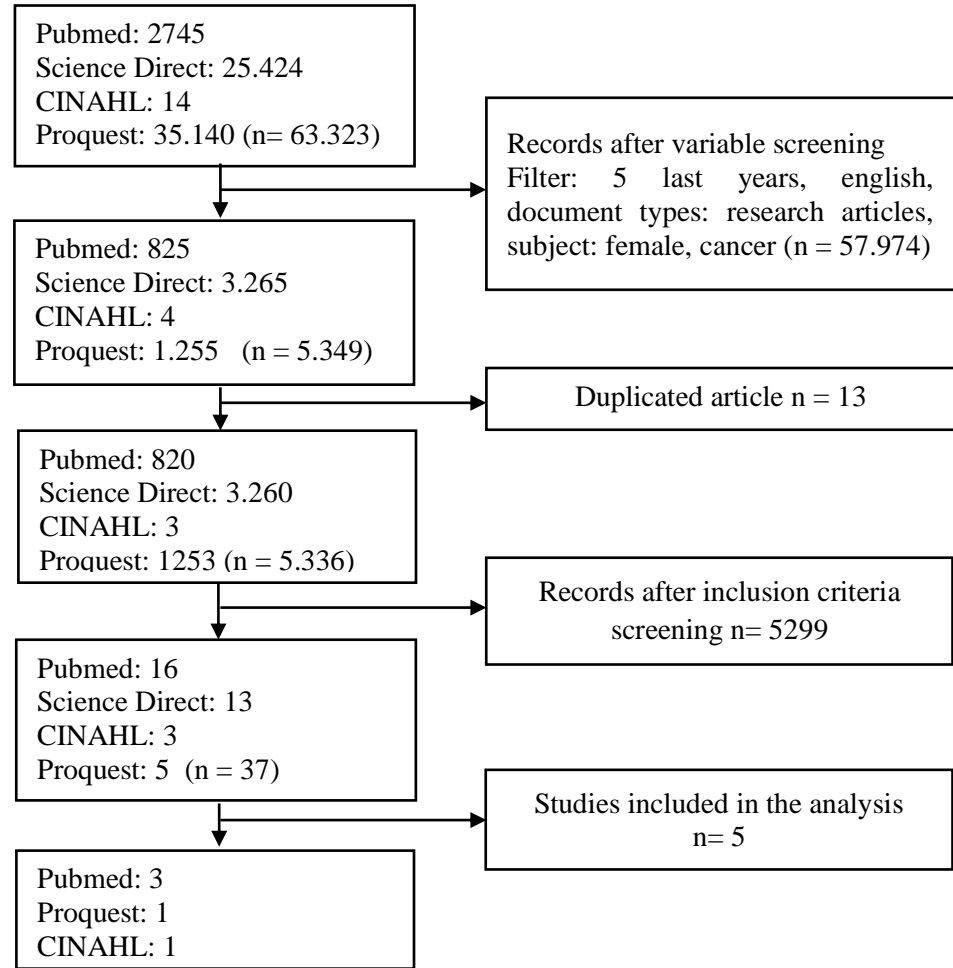 Pubmed: 2745
Science Direct: 25.424
CINAHL: 14
Proquest: 35.140 (n= 63.323)
Records after variable screening
Filter: 5 last years, english,
document types: research articles,
subject: female, cancer (n = 57.974)
Pubmed: 825
Science Direct: 3.265
CINAHL: 4
Proquest: 1.255 (n = 5.349)
Duplicated article n = 13
Pubmed: 820
Science Direct: 3.260
CINAHL: 3
Proquest: 1253 (n = 5.336)
Records after inclusion criteria
screening n= 5299
Pubmed: 16
Science Direct: 13
CINAHL: 3
Proquest: 5 (n = 37)
Studies included in the analysis
n= 5
Pubmed: 3
Proquest: 1
CINAHL: 1